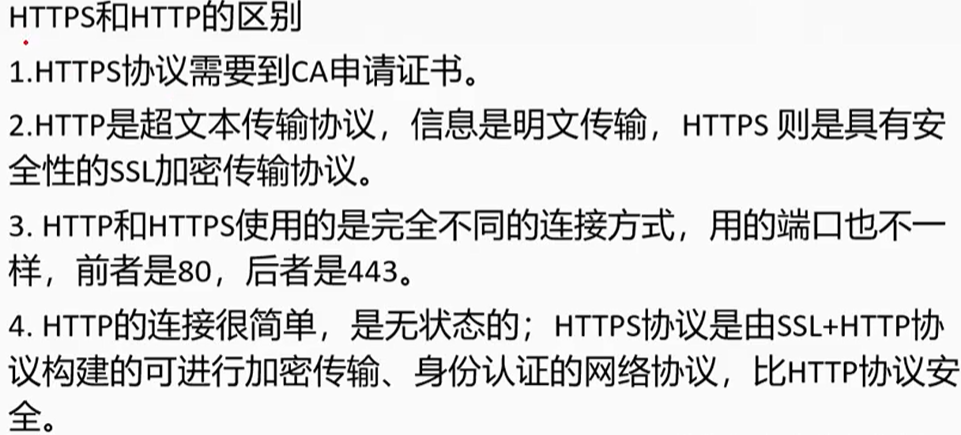 HTTPS和HTTP的区别
1.HTTPS协议需要到CA申请证书。
2.HTTP是超文本传输协议，信息是明文传输，HTTPS 则是具有安
全性的SSL加密传输协议。
3. HTTP和HTTPS使用的是完全不同的连接方式，用的端口也不一
样，前者是80，后者是443。
4. HTTP的连接很简单，是无状态的；HTTPS协议是由SSL+HTTP协
议构建的可进行加密传输、身份认证的网络协议，比HTTP协议安
全。